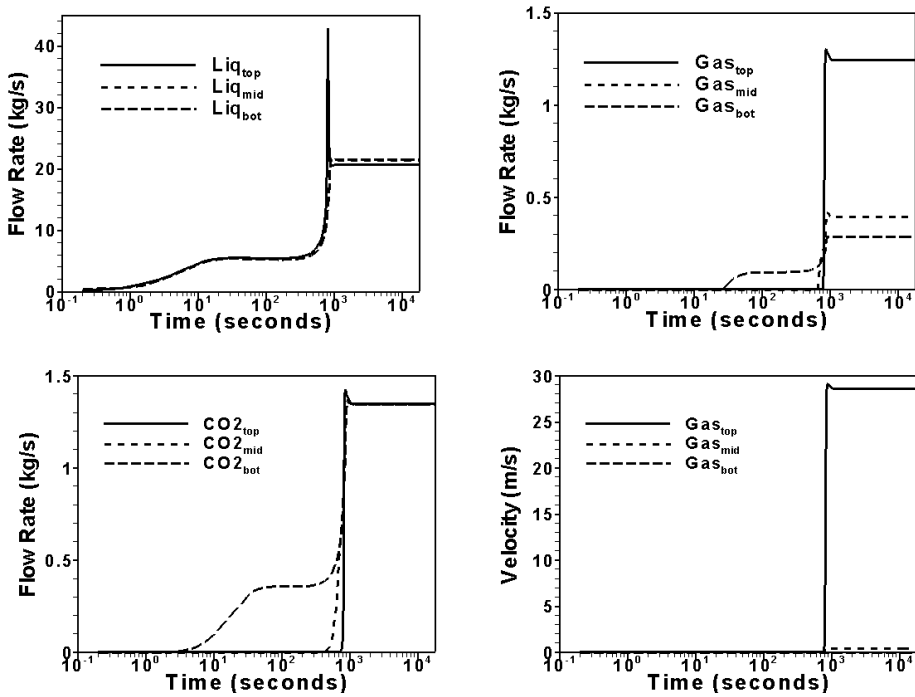 Flow Rate (kg/s)
40
30
20
10
0
Liq_top
Liq_mid
Liq_bot
10^-1 10^0 10^1 10^2 10^3 10^4
Time (seconds)
Flow Rate (kg/s)
1.5
1
0.5
0
Gas_top
Gas_mid
Gas_bot
10^-1 10^0 10^1 10^2 10^3 10^4
Time (seconds)
Flow Rate (kg/s)
1.5
1
0.5
0
CO2_top
CO2_mid
CO2_bot
10^-1 10^0 10^1 10^2 10^3 10^4
Time (seconds)
Velocity (m/s)
30
25
20
15
10
5
0
Gas_top
Gas_mid
Gas_bot
10^-1 10^0 10^1 10^2 10^3 10^4
Time (seconds)